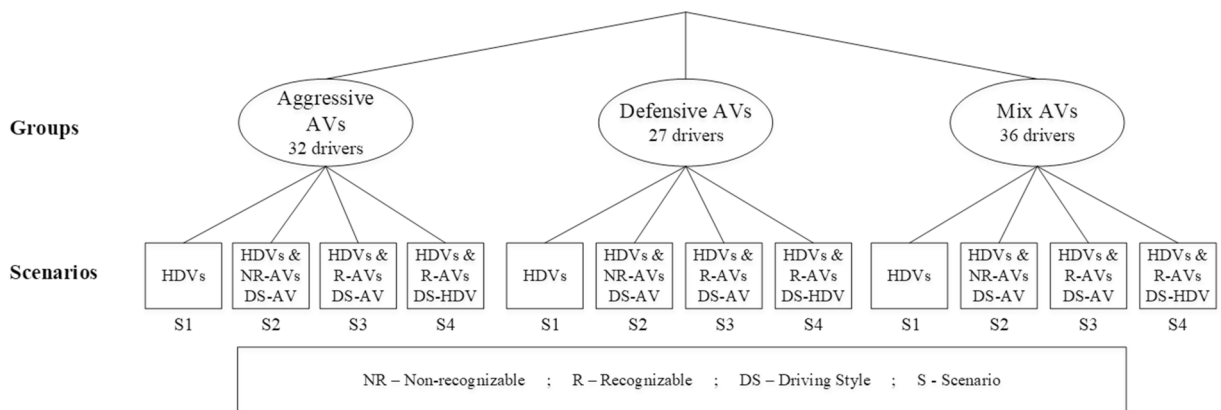 Groups
Aggressive
AVs
32 drivers
Defensive AVs
27 drivers
Mix AVs
36 drivers
Scenarios
HDVs
HDVs &
NR-AVs
DS-AV
HDVs &
R-AVs
DS-AV
HDVs &
R-AVs
DS-HDV
HDVs
HDVs &
NR-AVs
DS-AV
HDVs &
R-AVs
DS-AV
HDVs &
R-AVs
DS-HDV
HDVs
HDVs &
NR-AVs
DS-AV
HDVs &
R-AVs
DS-AV
HDVs &
R-AVs
DS-HDV
S1 S2 S3 S4 S1 S2 S3 S4 S1 S2 S3 S4
NR – Non-recognizable ; R – Recognizable ; DS – Driving Style ; S - Scenario